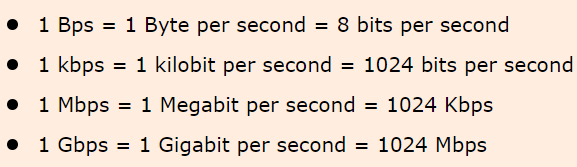 ● 1 Bps = 1 Byte per second = 8 bits per second
● 1 kbps = 1 kilobit per second = 1024 bits per second
● 1 Mbps = 1 Megabit per second = 1024 Kbps
● 1 Gbps = 1 Gigabit per second = 1024 Mbps